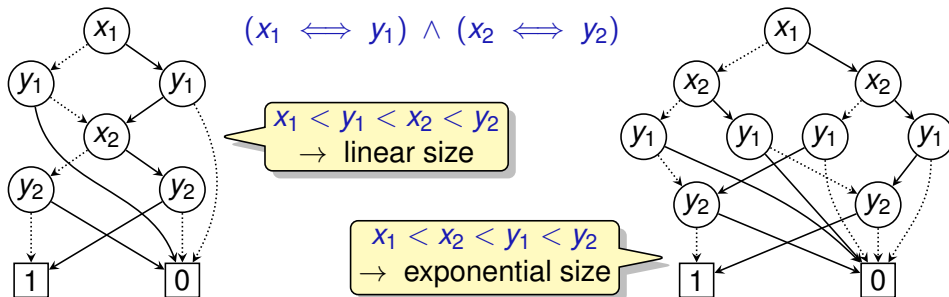 (x₁ ⟺ y₁) ∧ (x₂ ⟺ y₂)
x₁
y₁ y₁
x₂
y₂ y₂
1 0
x₁ < y₁ < x₂ < y₂
→ linear size
x₁
x₂ x₂
y₁ y₁ y₁ y₁
y₂ y₂
1 0
x₁ < x₂ < y₁ < y₂
→ exponential size